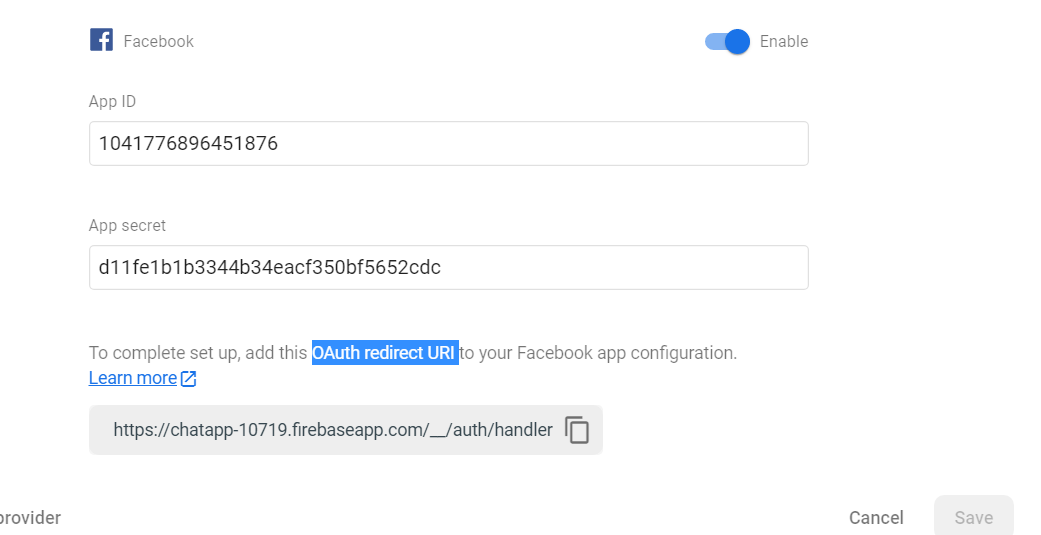 Facebook
Enable
App ID
1041776896451876
App secret
d11fe1b1b3344b34eacf350bf5652cdc
To complete set up, add this OAuth redirect URI to your Facebook app configuration.
Learn more
https://chatapp-10719.firebaseapp.com/__/auth/handler
provider
Cancel
Save